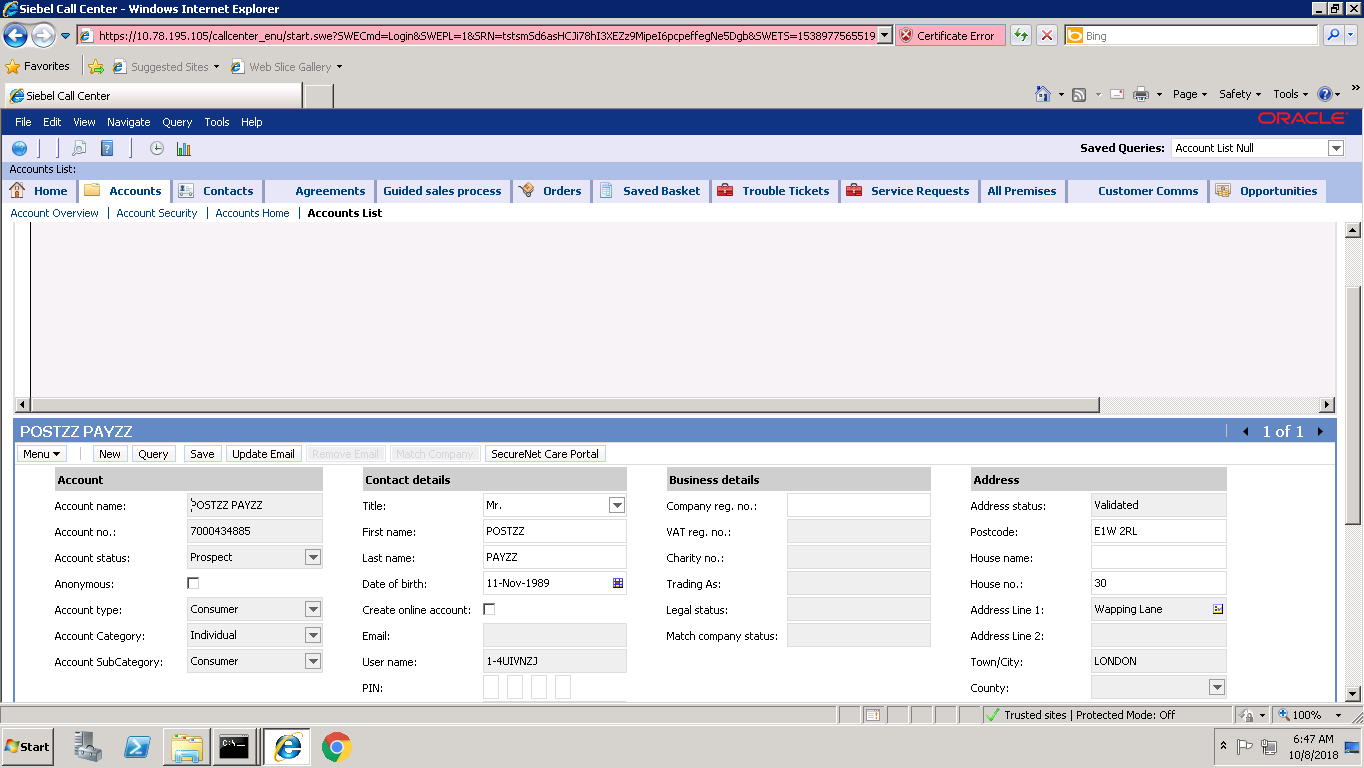 Siebel Call Center - Windows Internet Explorer
https://10.78.195.105/callcenter_enu/start.swe?SWECmd=Login&SWEPL=1&SRN=tstsmSd6asHCJi78hI3XEZz9MipeI6pcpeffegNe5Dgb&SWETS=1538977565519 Certificate Error Bing
Favorites Suggested Sites Web Slice Gallery
Siebel Call Center Page Safety Tools
File Edit View Navigate Query Tools Help ORACLE
Saved Queries: Account List Null
Accounts List:
Home Accounts Contacts Agreements Guided sales process Orders Saved Basket Trouble Tickets Service Requests All Premises Customer Comms Opportunities
Account Overview | Account Security | Accounts Home | Accounts List
POSTZZ PAYZZ 1 of 1
Menu New Query Save Update Email Remove Email Match Company SecureNet Care Portal
Account Contact details Business details Address
Account name: POSTZZ PAYZZ Title: Mr. Company reg. no.: Address status: Validated
Account no.: 7000434885 First name: POSTZZ VAT reg. no.: Postcode: E1W 2RL
Account status: Prospect Last name: PAYZZ Charity no.: House name:
Anonymous: Date of birth: 11-Nov-1989 Trading As: House no.: 30
Account type: Consumer Create online account: Legal status: Address Line 1: Wapping Lane
Account Category: Individual Email: Match company status: Address Line 2:
Account SubCategory: Consumer User name: 1-4UIVNZJ Town/City: LONDON
PIN: County:
Trusted sites | Protected Mode: Off 100%
Start C:\ 6:47 AM
10/8/2018